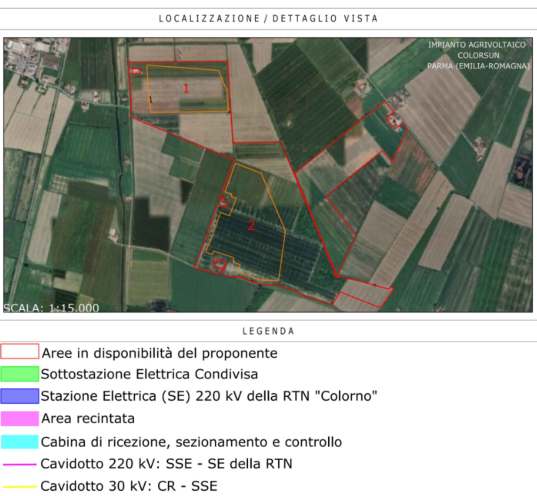 LOCALIZZAZIONE / DETTAGLIO VISTA
IMPIANTO AGRIVOLTAICO
COLORSUN
PARMA (EMILIA-ROMAGNA)
1
2
SCALA: 1:15.000
LEGENDA
Aree in disponibilità del proponente
Sottostazione Elettrica Condivisa
Stazione Elettrica (SE) 220 kV della RTN "Colorno"
Area recintata
Cabina di ricezione, sezionamento e controllo
Cavidotto 220 kV: SSE - SE della RTN
Cavidotto 30 kV: CR - SSE